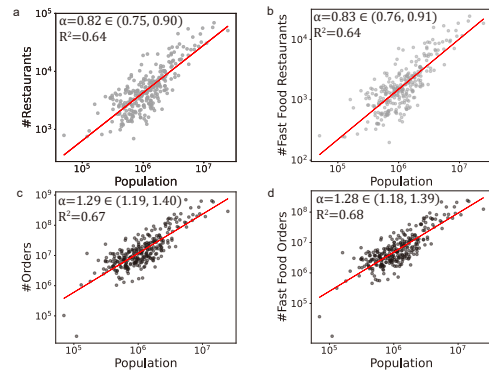 a
α=0.82 ∈ (0.75, 0.90)
R²=0.64
10⁵
10⁴
10³
#Restaurants
10⁵ 10⁶ 10⁷
Population
b
α=0.83 ∈ (0.76, 0.91)
R²=0.64
10⁴
10³
10²
#Fast Food Restaurants
10⁵ 10⁶ 10⁷
Population
c
α=1.29 ∈ (1.19, 1.40)
R²=0.67
10⁹
10⁸
10⁷
10⁶
10⁵
#Orders
10⁵ 10⁶ 10⁷
Population
d
α=1.28 ∈ (1.18, 1.39)
R²=0.68
10⁸
10⁷
10⁶
10⁵
10⁴
#Fast Food Orders
10⁵ 10⁶ 10⁷
Population